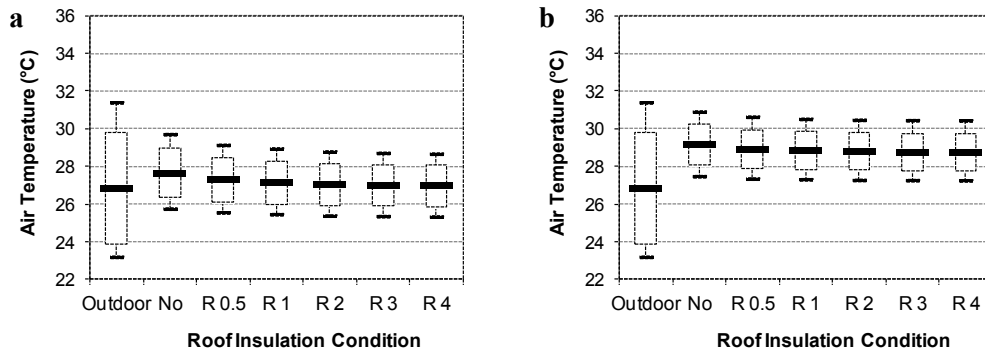 a
36
34
32
30
28
26
24
22
Air Temperature (°C)
Outdoor No R 0.5 R 1 R 2 R 3 R 4
Roof Insulation Condition
b
36
34
32
30
28
26
24
22
Air Temperature (°C)
Outdoor No R 0.5 R 1 R 2 R 3 R 4
Roof Insulation Condition